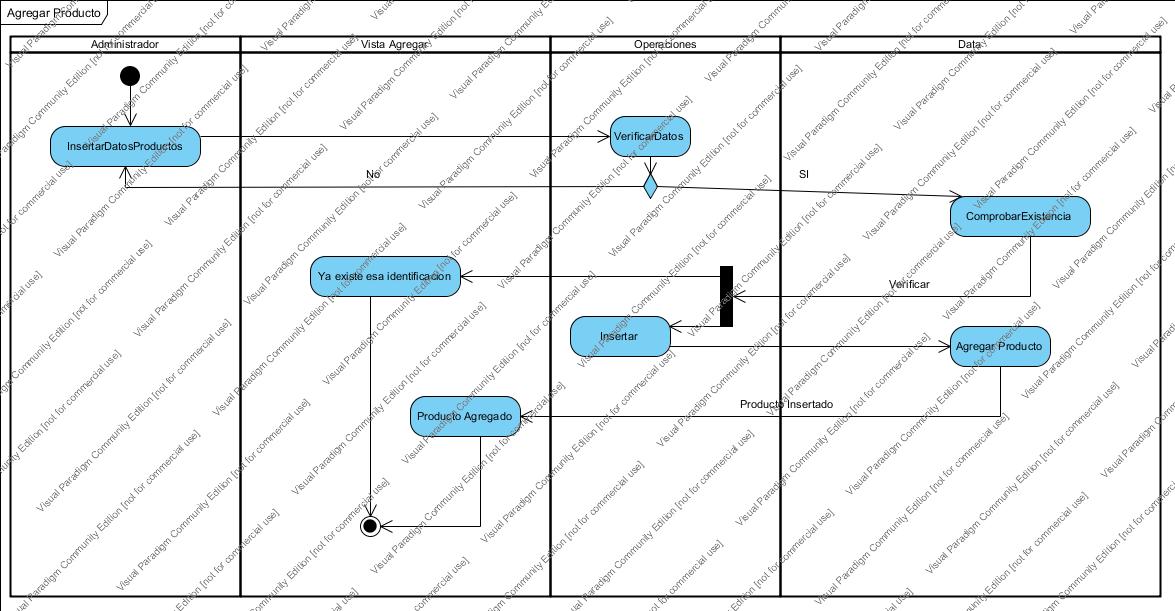 Agregar Producto
Administrador
Vista Agregar
Operaciones
Data
InsertarDatosProductos
VerificarDatos
No
SI
ComprobarExistencia
Ya existe esa identificacion
Verificar
Insertar
Agregar Producto
Producto Insertado
Producto Agregado
Visual Paradigm Community Edition [not for commercial use]